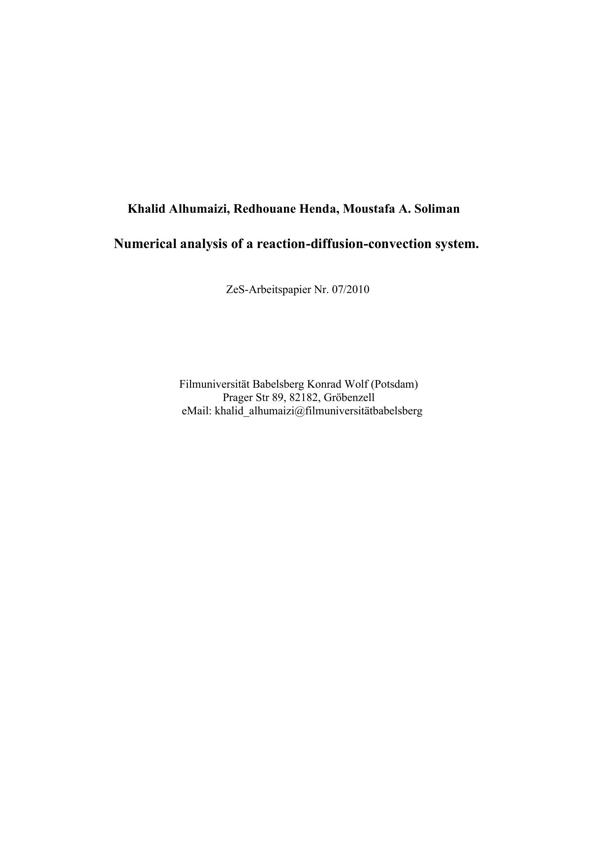 Khalid Alhumaizi, Redhouane Henda, Moustafa A. Soliman
Numerical analysis of a reaction-diffusion-convection system.
ZeS-Arbeitspapier Nr. 07/2010
Filmuniversität Babelsberg Konrad Wolf (Potsdam)
Prager Str 89, 82182, Gröbenzell
eMail: khalid_alhumaizi@filmuniversitätbabelsberg